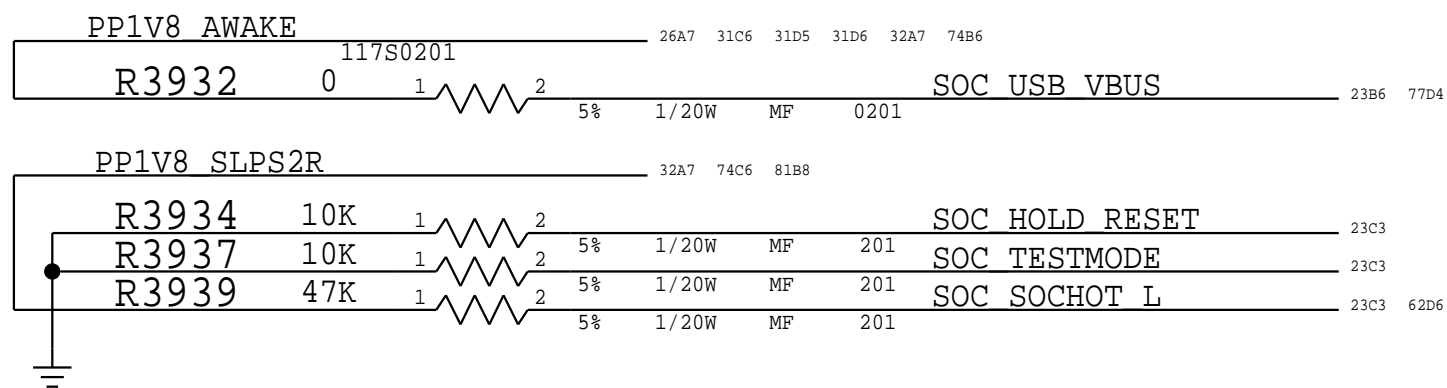 PP1V8_AWAKE 26A7 31C6 31D5 31D6 32A7 74B6
117S0201
R3932 0 1 2 SOC_USB_VBUS 23B6 77D4
5% 1/20W MF 0201
PP1V8_SLPS2R 32A7 74C6 81B8
R3934 10K 1 2 SOC_HOLD_RESET 23C3
5% 1/20W MF 201
R3937 10K 1 2 SOC_TESTMODE 23C3
5% 1/20W MF 201
R3939 47K 1 2 SOC_SOCHOT_L 23C3 62D6
5% 1/20W MF 201